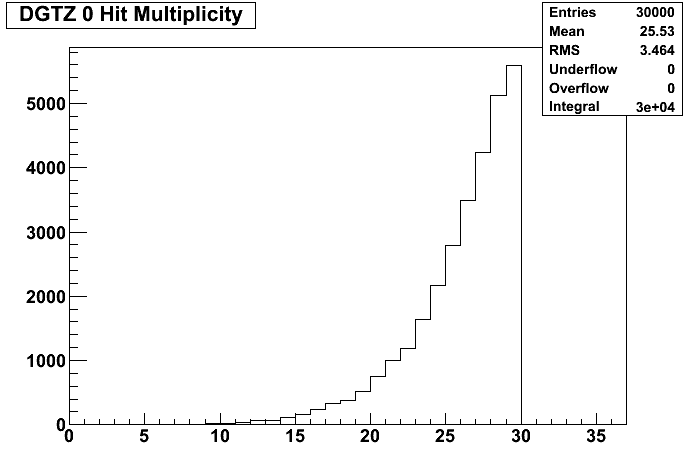 DGTZ 0 Hit Multiplicity
Entries 30000
Mean 25.53
RMS 3.464
Underflow 0
Overflow 0
Integral 3e+04
5000
4000
3000
2000
1000
0
0 5 10 15 20 25 30 35